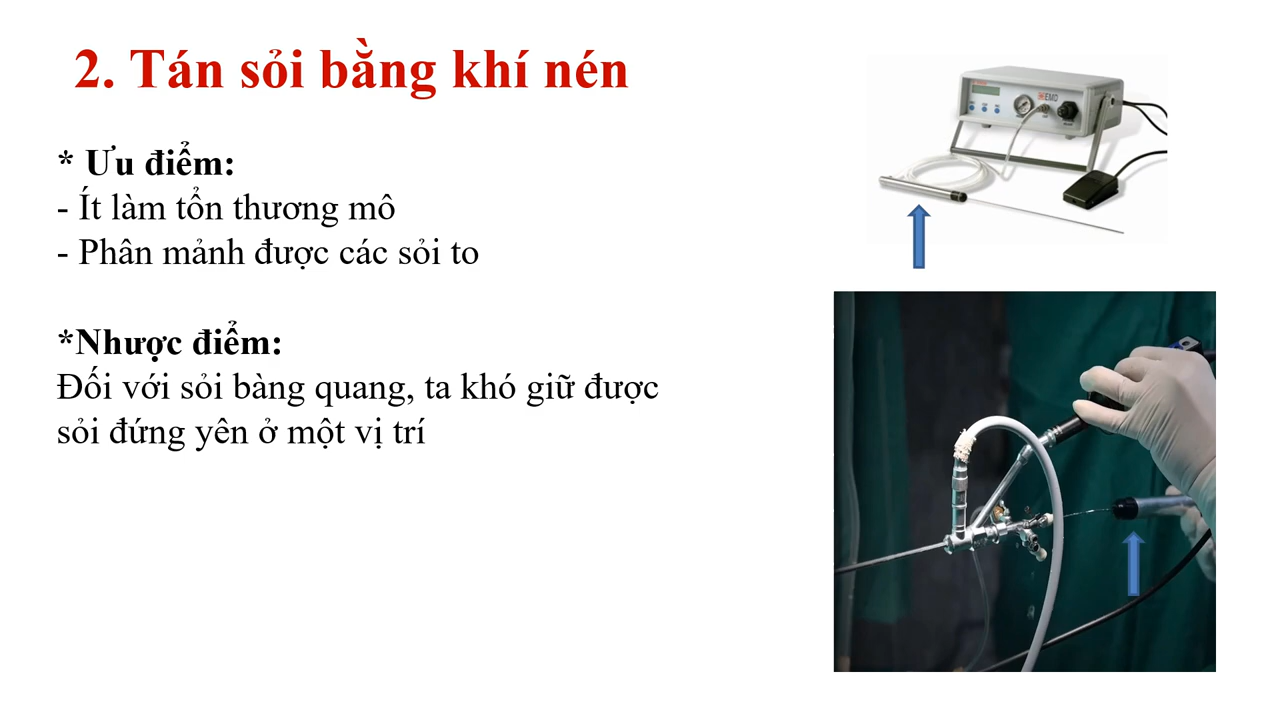 2. Tán sỏi bằng khí nén
* Ưu điểm:
- Ít làm tổn thương mô
- Phân mảnh được các sỏi to
*Nhược điểm:
Đối với sỏi bàng quang, ta khó giữ được
sỏi đứng yên ở một vị trí
EMD